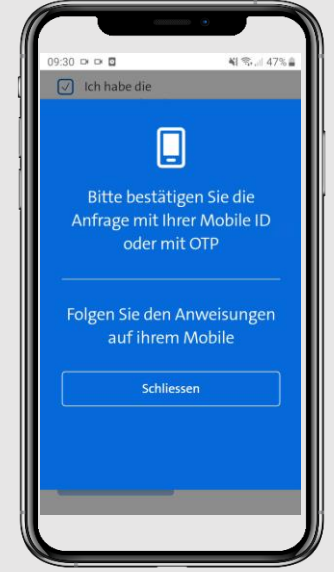 09:30 47%
Ich habe die
Bitte bestätigen Sie die
Anfrage mit Ihrer Mobile ID
oder mit OTP
Folgen Sie den Anweisungen
auf ihrem Mobile
Schliessen